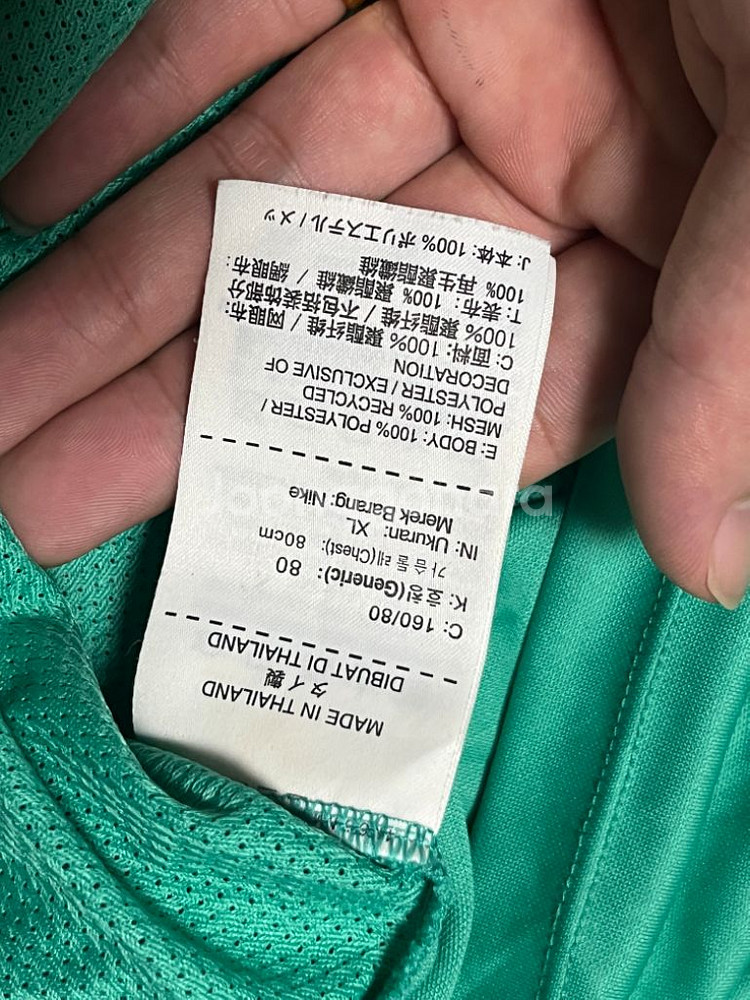 MADE IN THAILAND
タイ製
DIBUAT DI THAILAND
C: 160/80
K: 호칭(Generic): 80
가슴둘레(Chest): 80cm
IN: Ukuran: XL
Merek Barang: Nike
E: BODY: 100% POLYESTER /
MESH: 100% RECYCLED
POLYESTER / EXCLUSIVE OF
DECORATION
C: 面料: 100% 聚酯纤维 / 网眼布:
100% 聚酯纤维 / 不包括装饰部分
T: 表布: 100% 聚酯纖維 / 網眼布:
100% 再生聚酯纖維
J: 本体: 100% ポリエステル / メッ